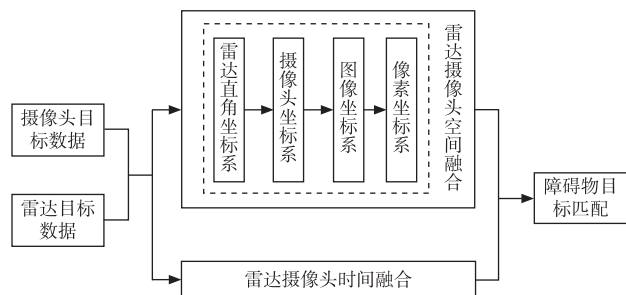 摄像头目
标数据
雷达目标
数据
雷达直角坐标系
摄像头坐标系
图像坐标系
像素坐标系
雷达摄像头空间融合
雷达摄像头时间融合
障碍物目
标匹配